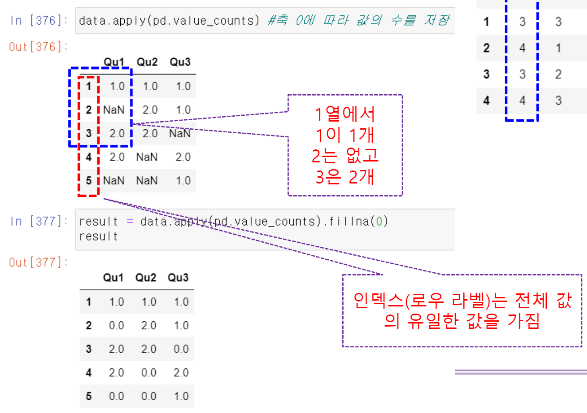 In [376]: data.apply(pd.value_counts) #축 0에 따라 값의 수를 저장
Out[376]:
Qu1 Qu2 Qu3
1 1.0 1.0 1.0
2 NaN 2.0 1.0
3 2.0 2.0 NaN
4 2.0 NaN 2.0
5 NaN NaN 1.0
1 3 3
2 4 1
3 3 2
4 4 3
1열에서
1이 1개
2는 없고
3은 2개
In [377]: result = data.apply(pd.value_counts).fillna(0)
result
Out[377]:
Qu1 Qu2 Qu3
1 1.0 1.0 1.0
2 0.0 2.0 1.0
3 2.0 2.0 0.0
4 2.0 0.0 2.0
5 0.0 0.0 1.0
인덱스(로우 라벨)는 전체 값
의 유일한 값을 가짐